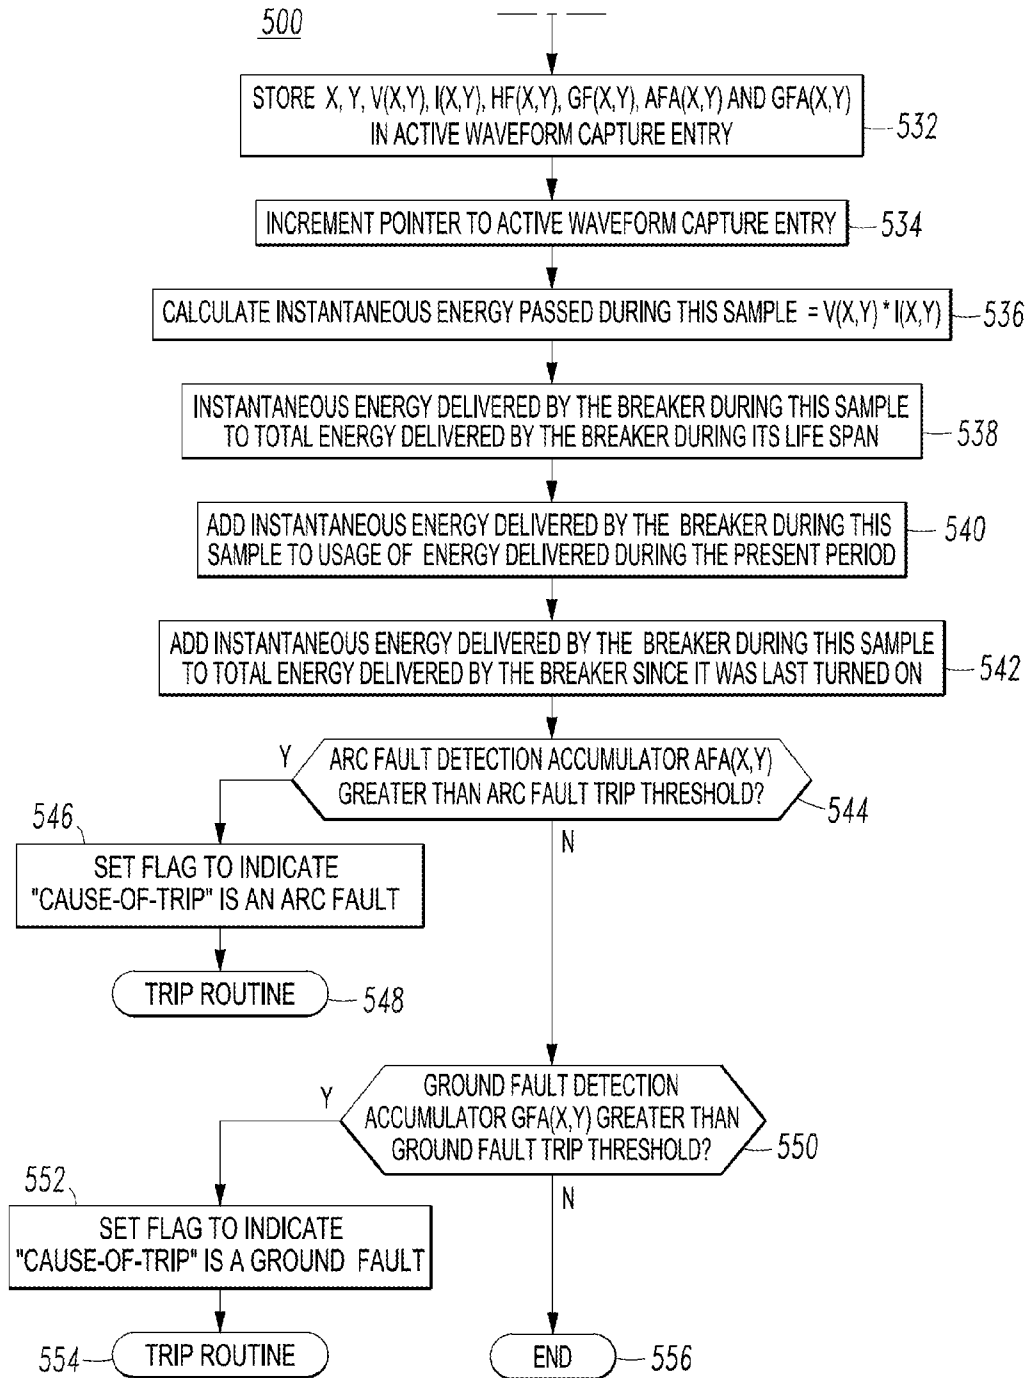 500
STORE X, Y, V(X,Y), I(X,Y), HF(X,Y), GF(X,Y), AFA(X,Y) AND GFA(X,Y)
IN ACTIVE WAVEFORM CAPTURE ENTRY
532
INCREMENT POINTER TO ACTIVE WAVEFORM CAPTURE ENTRY
534
CALCULATE INSTANTANEOUS ENERGY PASSED DURING THIS SAMPLE = V(X,Y) * I(X,Y)
536
INSTANTANEOUS ENERGY DELIVERED BY THE BREAKER DURING THIS SAMPLE
TO TOTAL ENERGY DELIVERED BY THE BREAKER DURING ITS LIFE SPAN
538
ADD INSTANTANEOUS ENERGY DELIVERED BY THE BREAKER DURING THIS
SAMPLE TO USAGE OF ENERGY DELIVERED DURING THE PRESENT PERIOD
540
ADD INSTANTANEOUS ENERGY DELIVERED BY THE BREAKER DURING THIS SAMPLE
TO TOTAL ENERGY DELIVERED BY THE BREAKER SINCE IT WAS LAST TURNED ON
542
Y
ARC FAULT DETECTION ACCUMULATOR AFA(X,Y)
GREATER THAN ARC FAULT TRIP THRESHOLD?
544
N
546
SET FLAG TO INDICATE
"CAUSE-OF-TRIP" IS AN ARC FAULT
TRIP ROUTINE
548
Y
GROUND FAULT DETECTION
ACCUMULATOR GFA(X,Y) GREATER THAN
GROUND FAULT TRIP THRESHOLD?
550
N
552
SET FLAG TO INDICATE
"CAUSE-OF-TRIP" IS A GROUND FAULT
554
TRIP ROUTINE
END
556